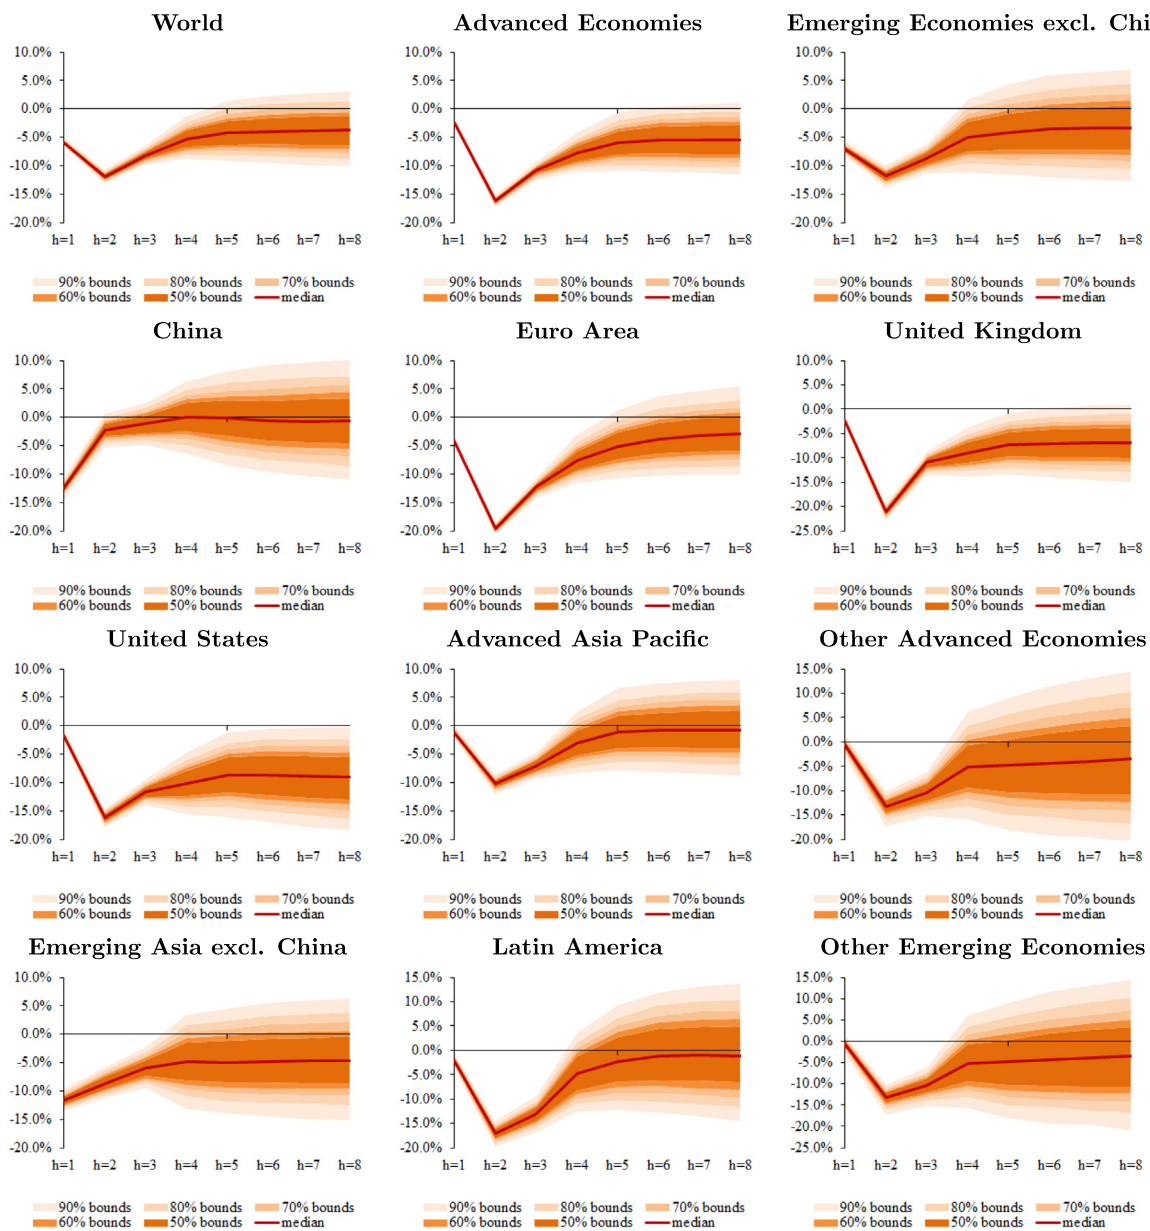 World
10.0%
5.0%
0.0%
-5.0%
-10.0%
-15.0%
-20.0%
h=1 h=2 h=3 h=4 h=5 h=6 h=7 h=8
90% bounds 80% bounds 70% bounds
60% bounds 50% bounds median
Advanced Economies
10.0%
5.0%
0.0%
-5.0%
-10.0%
-15.0%
-20.0%
h=1 h=2 h=3 h=4 h=5 h=6 h=7 h=8
90% bounds 80% bounds 70% bounds
60% bounds 50% bounds median
Emerging Economies excl. Chi
10.0%
5.0%
0.0%
-5.0%
-10.0%
-15.0%
-20.0%
h=1 h=2 h=3 h=4 h=5 h=6 h=7 h=8
90% bounds 80% bounds 70% bounds
60% bounds 50% bounds median
China
10.0%
5.0%
0.0%
-5.0%
-10.0%
-15.0%
-20.0%
h=1 h=2 h=3 h=4 h=5 h=6 h=7 h=8
90% bounds 80% bounds 70% bounds
60% bounds 50% bounds median
Euro Area
10.0%
5.0%
0.0%
-5.0%
-10.0%
-15.0%
-20.0%
h=1 h=2 h=3 h=4 h=5 h=6 h=7 h=8
90% bounds 80% bounds 70% bounds
60% bounds 50% bounds median
United Kingdom
10.0%
5.0%
0.0%
-5.0%
-10.0%
-15.0%
-20.0%
-25.0%
h=1 h=2 h=3 h=4 h=5 h=6 h=7 h=8
90% bounds 80% bounds 70% bounds
60% bounds 50% bounds median
United States
10.0%
5.0%
0.0%
-5.0%
-10.0%
-15.0%
-20.0%
h=1 h=2 h=3 h=4 h=5 h=6 h=7 h=8
90% bounds 80% bounds 70% bounds
60% bounds 50% bounds median
Advanced Asia Pacific
10.0%
5.0%
0.0%
-5.0%
-10.0%
-15.0%
-20.0%
h=1 h=2 h=3 h=4 h=5 h=6 h=7 h=8
90% bounds 80% bounds 70% bounds
60% bounds 50% bounds median
Other Advanced Economies
15.0%
10.0%
5.0%
0.0%
-5.0%
-10.0%
-15.0%
-20.0%
h=1 h=2 h=3 h=4 h=5 h=6 h=7 h=8
90% bounds 80% bounds 70% bounds
60% bounds 50% bounds median
Emerging Asia excl. China
10.0%
5.0%
0.0%
-5.0%
-10.0%
-15.0%
-20.0%
h=1 h=2 h=3 h=4 h=5 h=6 h=7 h=8
90% bounds 80% bounds 70% bounds
60% bounds 50% bounds median
Latin America
15.0%
10.0%
5.0%
0.0%
-5.0%
-10.0%
-15.0%
-20.0%
h=1 h=2 h=3 h=4 h=5 h=6 h=7 h=8
90% bounds 80% bounds 70% bounds
60% bounds 50% bounds median
Other Emerging Economies
15.0%
10.0%
5.0%
0.0%
-5.0%
-10.0%
-15.0%
-20.0%
-25.0%
h=1 h=2 h=3 h=4 h=5 h=6 h=7 h=8
90% bounds 80% bounds 70% bounds
60% bounds 50% bounds median